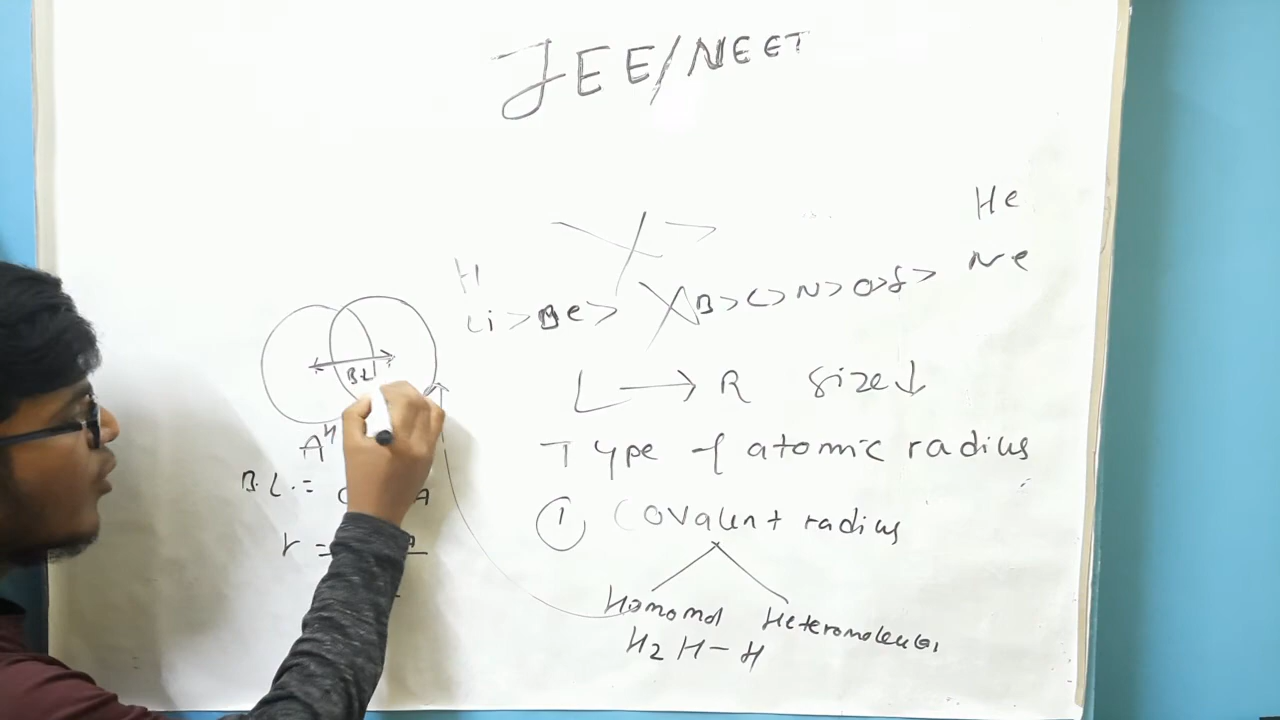 JEE/NEET
He
H
Ne
Li > Be > B > C > N > O > f >
L → R size ↓
BL
Type of atomic radius
A H
B.L. =
① Covalent radius
r =
Homomol Heteromolecul
H2 H-H